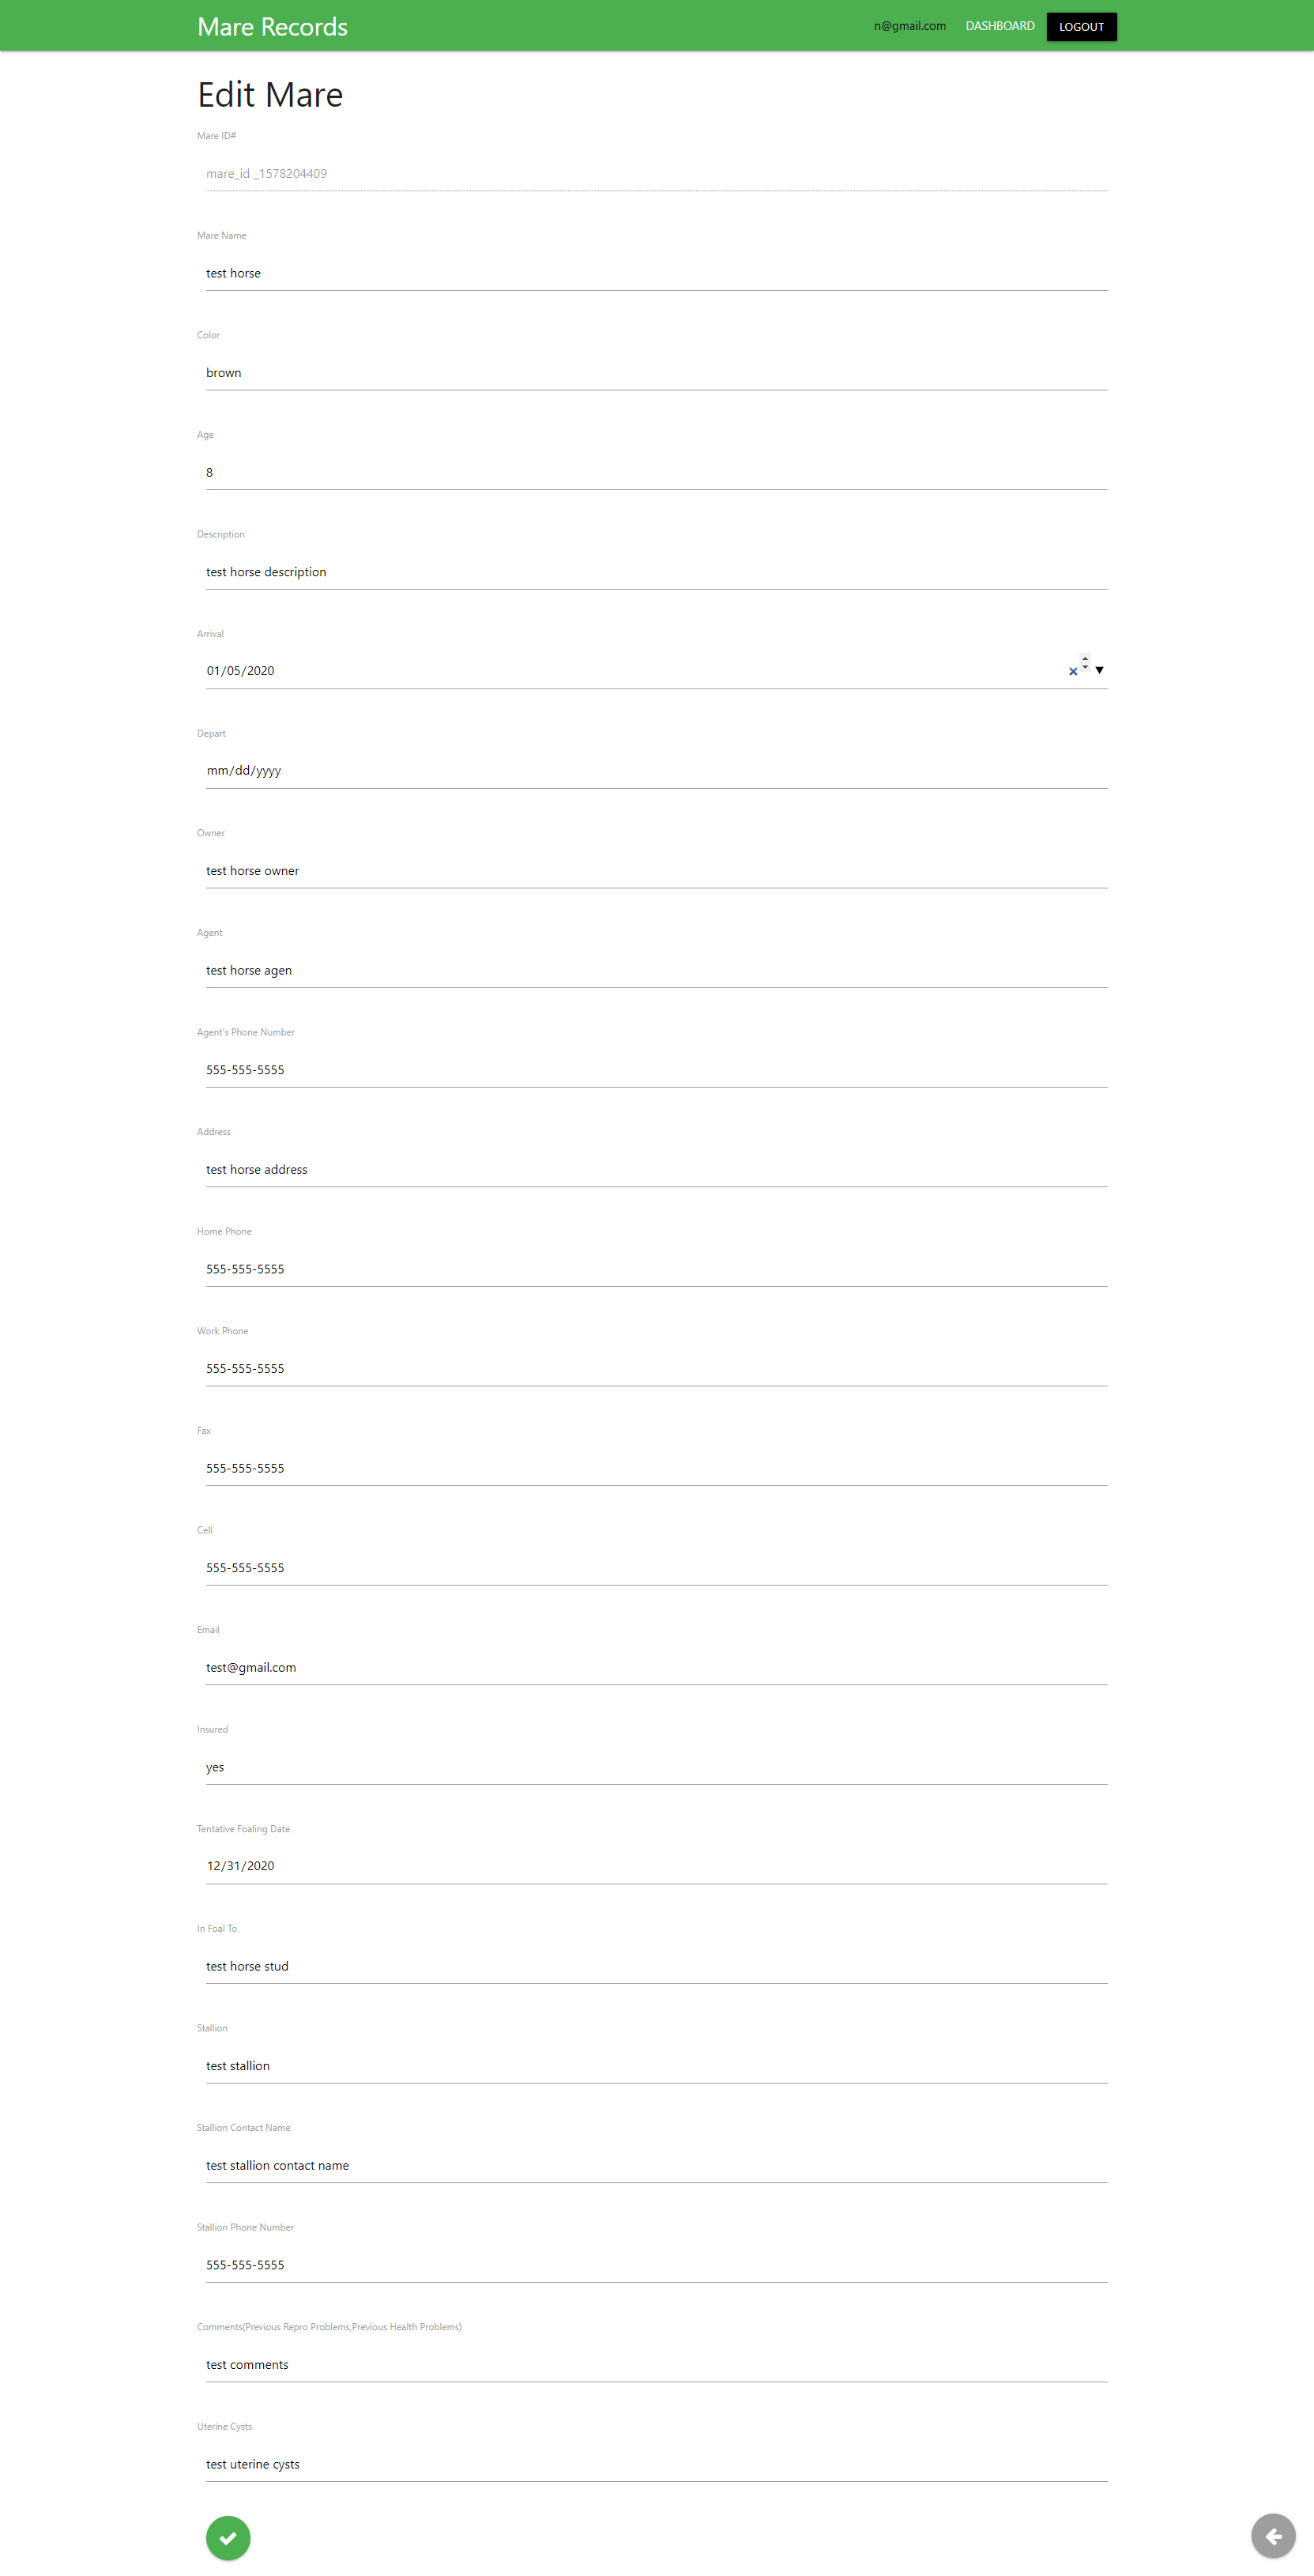 Mare Records
n@gmail.com DASHBOARD LOGOUT
Edit Mare
Mare ID#
mare_id _1578204409
Mare Name
test horse
Color
brown
Age
8
Description
test horse description
Arrival
01/05/2020
Depart
mm/dd/yyyy
Owner
test horse owner
Agent
test horse agen
Agent's Phone Number
555-555-5555
Address
test horse address
Home Phone
555-555-5555
Work Phone
555-555-5555
Fax
555-555-5555
Cell
555-555-5555
Email
test@gmail.com
Insured
yes
Tentative Foaling Date
12/31/2020
In Foal To
test horse stud
Stallion
test stallion
Stallion Contact Name
test stallion contact name
Stallion Phone Number
555-555-5555
Comments(Previous Repro Problems,Previous Health Problems)
test comments
Uterine Cysts
test uterine cysts